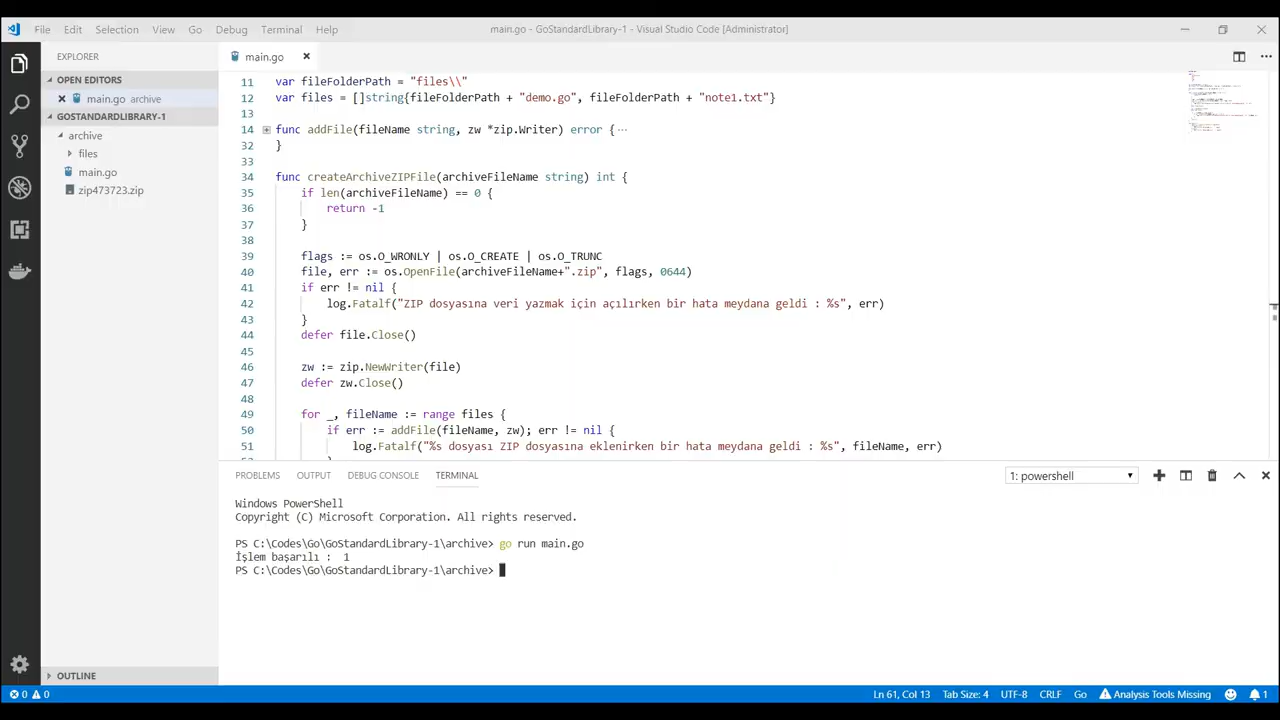 File Edit Selection View Go Debug Terminal Help main.go - GoStandardLibrary-1 - Visual Studio Code [Administrator]
EXPLORER
OPEN EDITORS
main.go archive
GOSTANDARDLIBRARY-1
archive
files
main.go
zip473723.zip
OUTLINE
main.go
11 var fileFolderPath = "files\\"
12 var files = []string{fileFolderPath + "demo.go", fileFolderPath + "note1.txt"}
13
14 func addFile(fileName string, zw *zip.Writer) error {…
32 }
33
34 func createArchiveZIPFile(archiveFileName string) int {
35 if len(archiveFileName) == 0 {
36 return -1
37 }
38
39 flags := os.O_WRONLY | os.O_CREATE | os.O_TRUNC
40 file, err := os.OpenFile(archiveFileName+".zip", flags, 0644)
41 if err != nil {
42 log.Fatalf("ZIP dosyasına veri yazmak için açılırken bir hata meydana geldi : %s", err)
43 }
44 defer file.Close()
45
46 zw := zip.NewWriter(file)
47 defer zw.Close()
48
49 for _, fileName := range files {
50 if err := addFile(fileName, zw); err != nil {
51 log.Fatalf("%s dosyası ZIP dosyasına eklenirken bir hata meydana geldi : %s", fileName, err)
PROBLEMS OUTPUT DEBUG CONSOLE TERMINAL 1: powershell
Windows PowerShell
Copyright (C) Microsoft Corporation. All rights reserved.
PS C:\Codes\Go\GoStandardLibrary-1\archive> go run main.go
İşlem başarılı : 1
PS C:\Codes\Go\GoStandardLibrary-1\archive>
0 0 Ln 61, Col 13 Tab Size: 4 UTF-8 CRLF Go Analysis Tools Missing 1